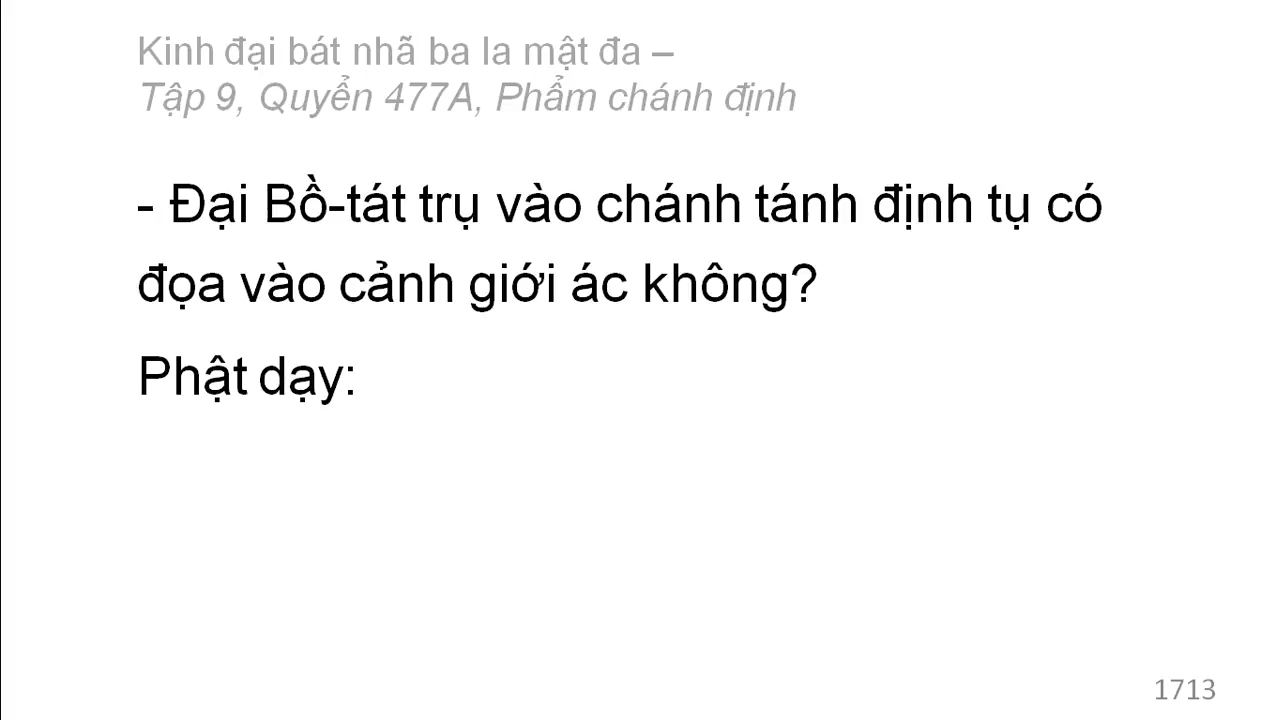 Kinh đại bát nhã ba la mật đa –
Tập 9, Quyển 477A, Phẩm chánh định
- Đại Bồ-tát trụ vào chánh tánh định tụ có
đọa vào cảnh giới ác không?
Phật dạy:
1713